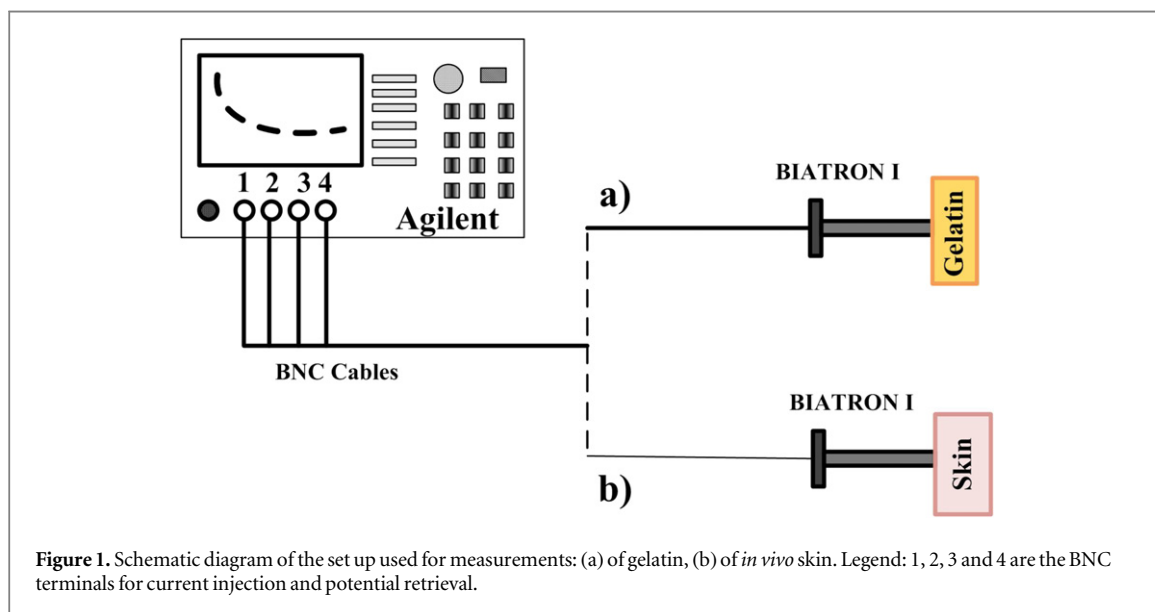 1 2 3 4
Agilent
BNC Cables
a)
BIATRON I
Gelatin
b)
BIATRON I
Skin
Figure 1. Schematic diagram of the set up used for measurements: (a) of gelatin, (b) of in vivo skin. Legend: 1, 2, 3 and 4 are the BNC
terminals for current injection and potential retrieval.